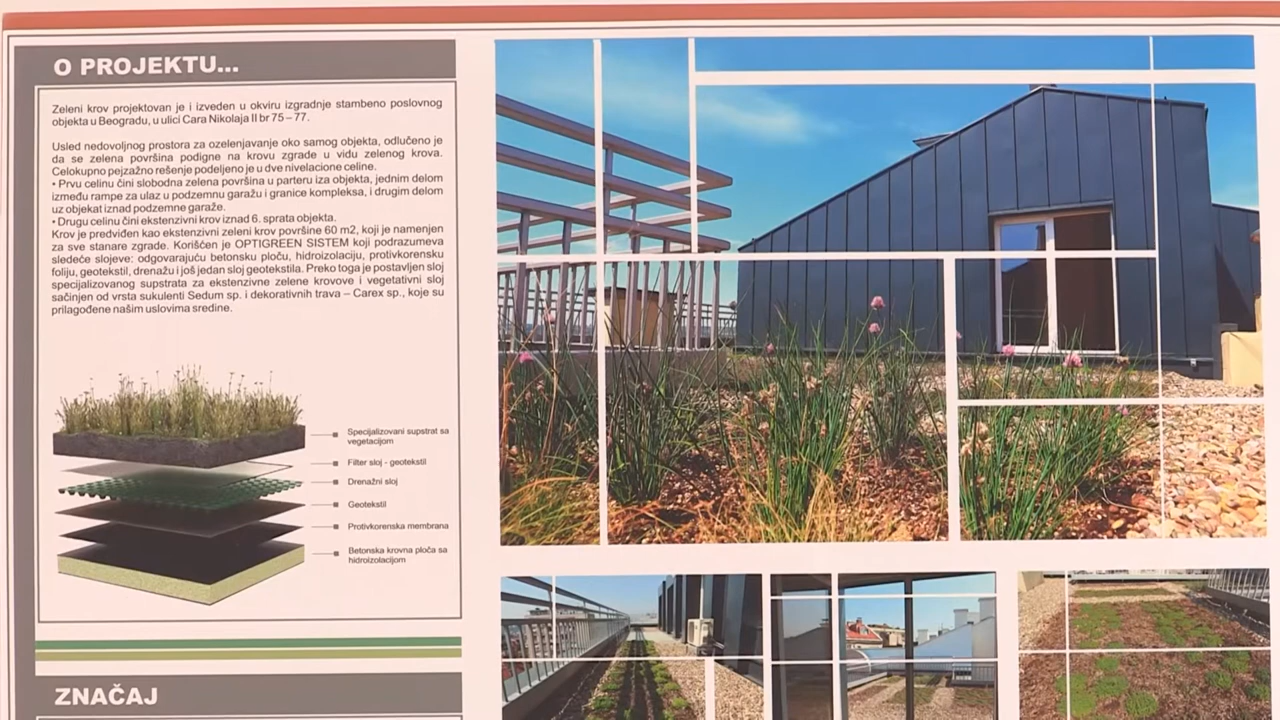 O PROJEKTU...
Zeleni krov projektovan je i izveden u okviru izgradnje stambeno poslovnog
objekta u Beogradu, u ulici Cara Nikolaja II br 75 – 77.
Usled nedovoljnog prostora za ozelenjavanje oko samog objekta, odlučeno je
da se zelena površina podigne na krovu zgrade u vidu zelenog krova.
Celokupno pejzažno rešenje podeljeno je u dve nivelacione celine.
• Prvu celinu čini slobodna zelena površina u parteru iza objekta, jednim delom
između rampe za ulaz u podzemnu garažu i granice kompleksa, i drugim delom
uz objekat iznad podzemne garaže.
• Drugu celinu čini ekstenzivni krov iznad 6. sprata objekta.
Krov je predviđen kao ekstenzivni zeleni krov površine 60 m2, koji je namenjen
za sve stanare zgrade. Korišćen je OPTIGREEN SISTEM koji podrazumeva
sledeće slojeve: odgovarajuću betonsku ploču, hidroizolaciju, protivkorensku
foliju, geotekstil, drenažu i još jedan sloj geotekstila. Preko toga je postavljen sloj
specijalizovanog supstrata za ekstenzivne zelene krovove i vegetativni sloj
sačinjen od vrsta sukulenti Sedum sp. i dekorativnih trava – Carex sp., koje su
prilagođene našim uslovima sredine.
Specijalizovani supstrat sa
vegetacijom
Filter sloj - geotekstil
Drenažni sloj
Geotekstil
Protivkorenska membrana
Betonska krovna ploča sa
hidroizolacijom
ZNAČAJ